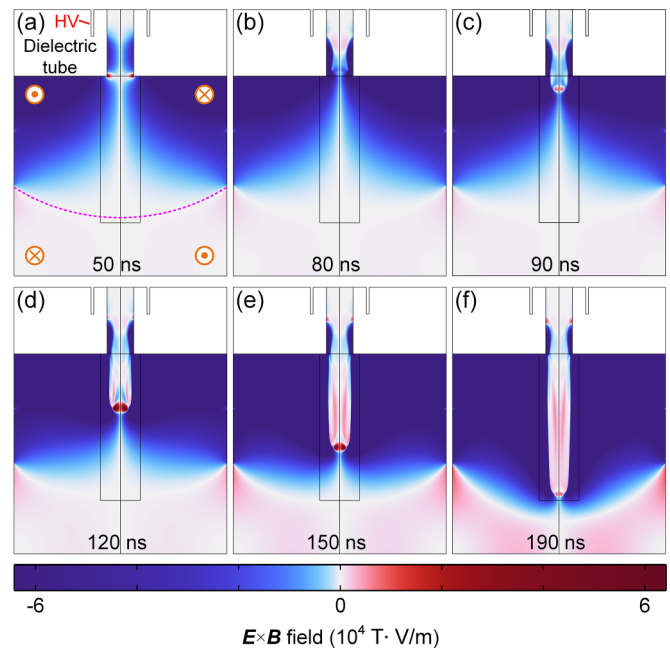 (a)
HV
Dielectric
tube
50 ns
(b)
80 ns
(c)
90 ns
(d)
120 ns
(e)
150 ns
(f)
190 ns
-6
0
6
E×B field (10⁴ T· V/m)